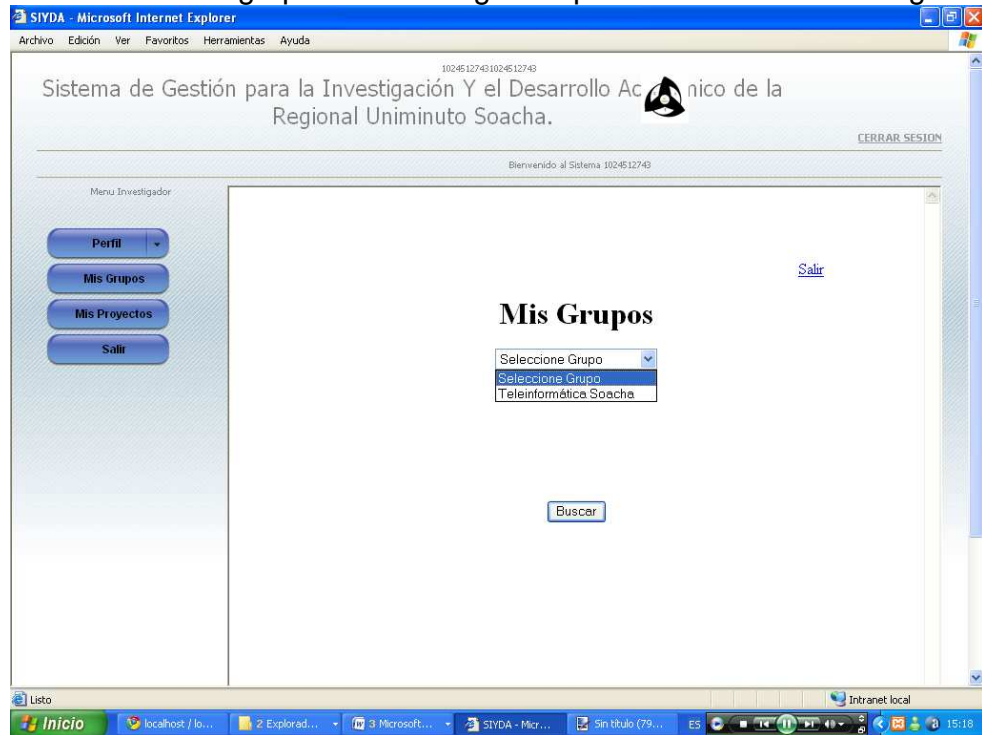 SIYDA - Microsoft Internet Explorer
Archivo Edición Ver Favoritos Herramientas Ayuda
10245127431024512743
Sistema de Gestión para la Investigación Y el Desarrollo Ac nico de la
Regional Uniminuto Soacha.
CERRAR SESION
Bienvenido al Sistema 1024512743
Menu Investigador
Perfil
Mis Grupos
Mis Proyectos
Salir
Salir
Mis Grupos
Seleccione Grupo
Seleccione Grupo
Teleinformática Soacha
Buscar
Listo
Intranet local
Inicio
localhost / lo...
2 Explorad...
3 Microsoft...
SIYDA - Micr...
Sin título (79...
ES
15:18